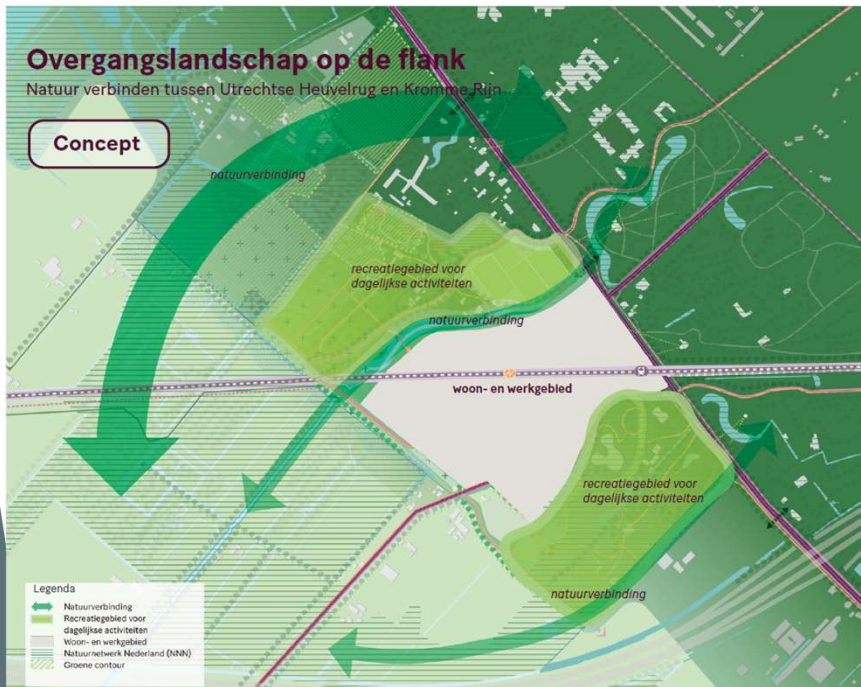 Overgangslandschap op de flank
Natuur verbinden tussen Utrechtse Heuvelrug en Kromme Rijn
Concept
natuurverbinding
recreatiegebied voor
dagelijkse activiteiten
natuurverbinding
woon- en werkgebied
recreatiegebied voor
dagelijkse activiteiten
natuurverbinding
Legenda
Natuurverbinding
Recreatiegebied voor
dagelijkse activiteiten
Woon- en werkgebied
Natuurnetwerk Nederland (NNN)
Groene contour